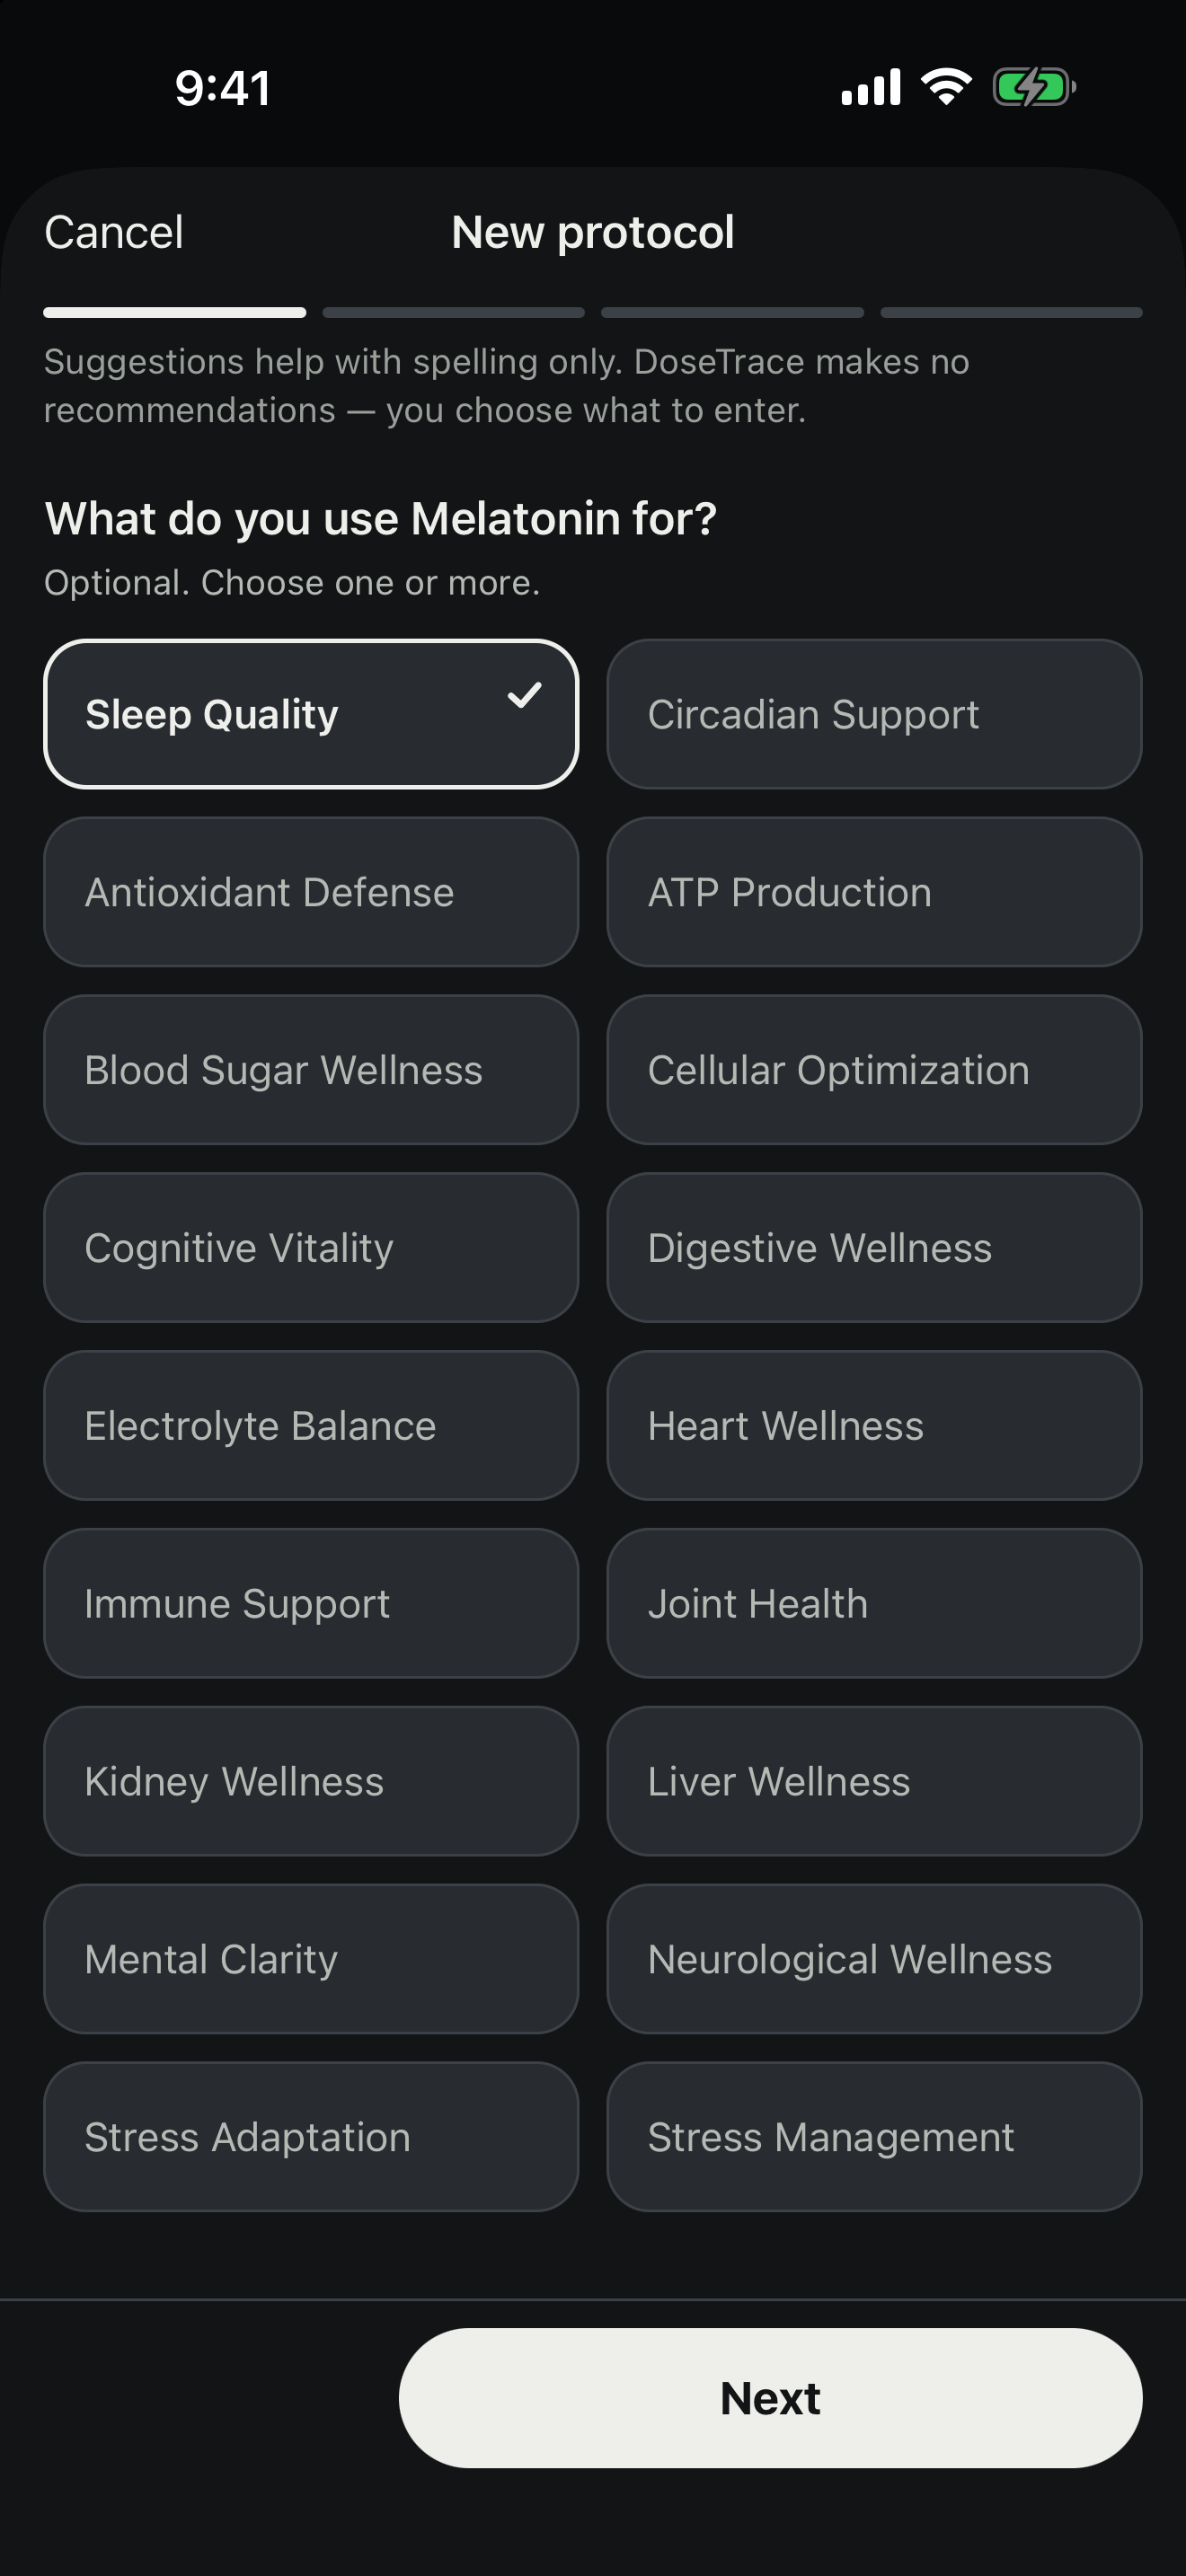 9:41
Cancel
New protocol
Suggestions help with spelling only. DoseTrace makes no
recommendations — you choose what to enter.
What do you use Melatonin for?
Optional. Choose one or more.
Sleep Quality
Circadian Support
Antioxidant Defense
ATP Production
Blood Sugar Wellness
Cellular Optimization
Cognitive Vitality
Digestive Wellness
Electrolyte Balance
Heart Wellness
Immune Support
Joint Health
Kidney Wellness
Liver Wellness
Mental Clarity
Neurological Wellness
Stress Adaptation
Stress Management
Next